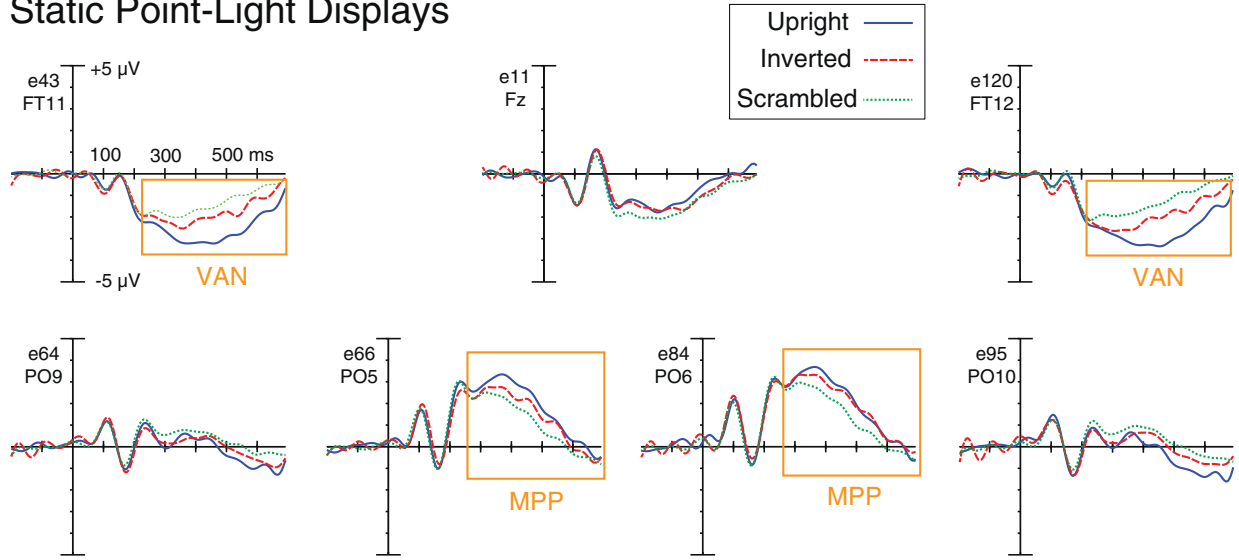 Static Point-Light Displays
Upright
Inverted
Scrambled
e43
FT11
+5 µV
100 300 500 ms
-5 µV
VAN
e11
Fz
e120
FT12
VAN
e64
PO9
e66
PO5
MPP
e84
PO6
MPP
e95
PO10